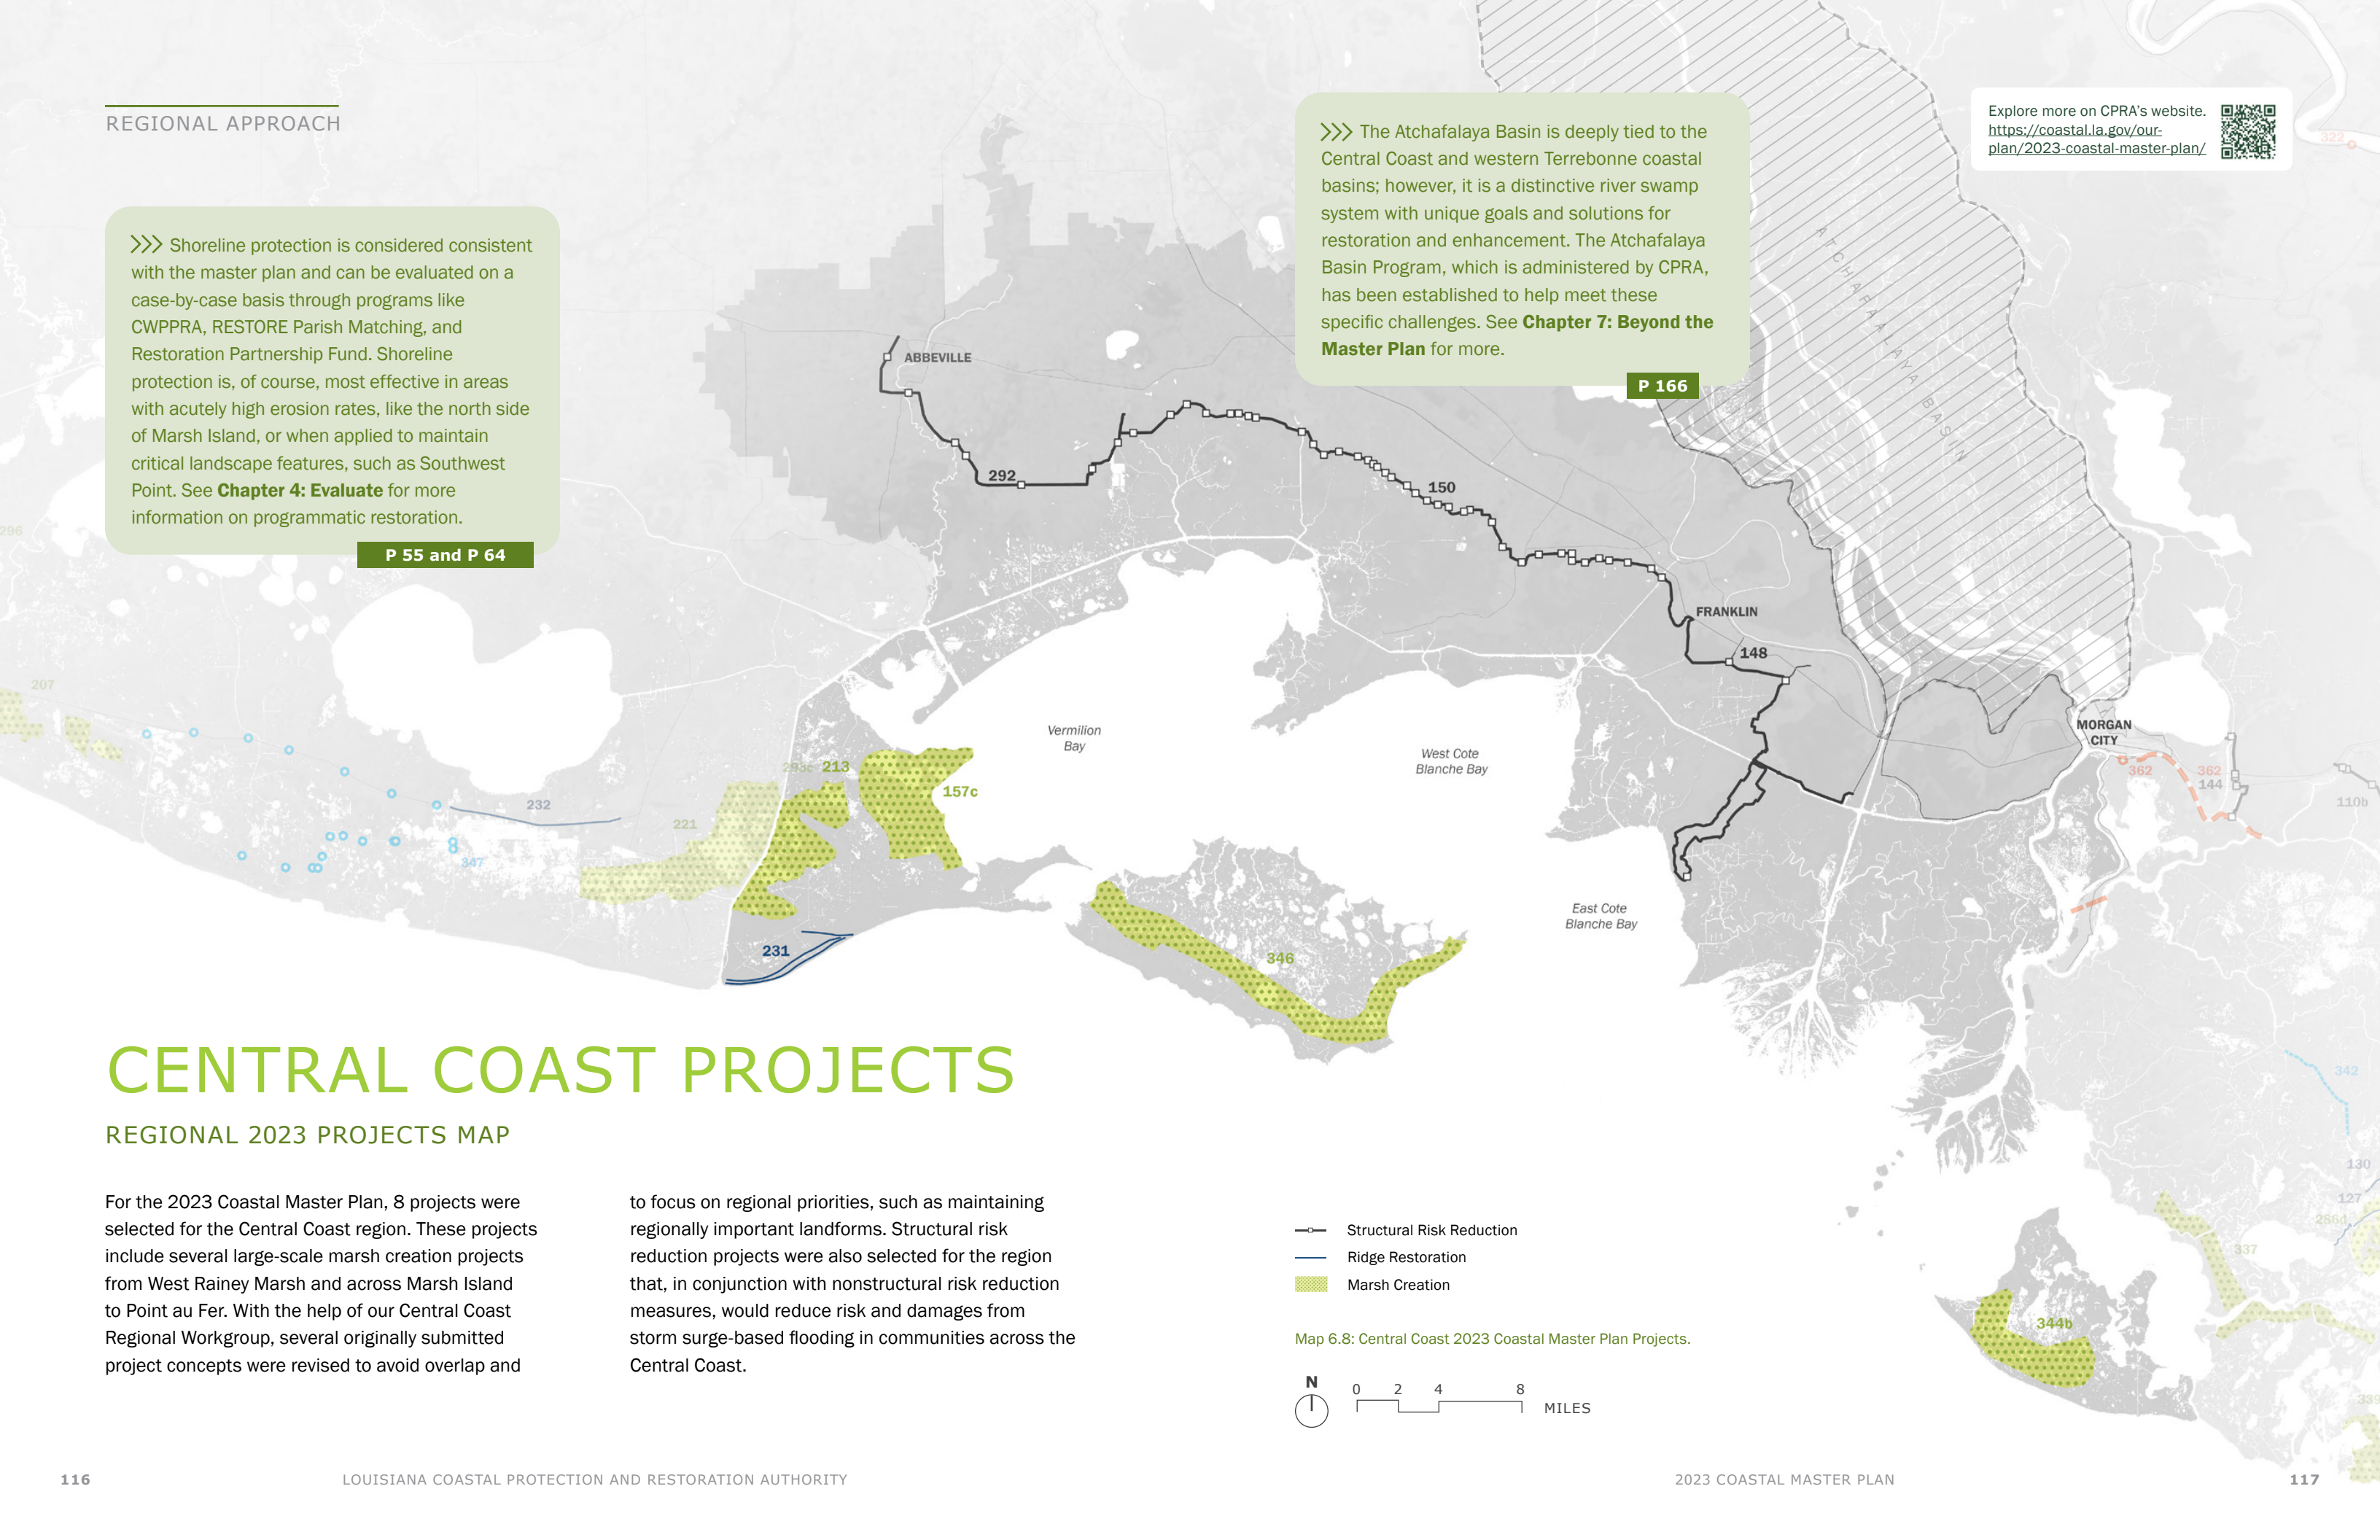 REGIONAL APPROACH
>>> Shoreline protection is considered consistent
with the master plan and can be evaluated on a
case-by-case basis through programs like
CWPPRA, RESTORE Parish Matching, and
Restoration Partnership Fund. Shoreline
protection is, of course, most effective in areas
with acutely high erosion rates, like the north side
of Marsh Island, or when applied to maintain
critical landscape features, such as Southwest
Point. See Chapter 4: Evaluate for more
information on programmatic restoration.
P 55 and P 64
>>> The Atchafalaya Basin is deeply tied to the
Central Coast and western Terrebonne coastal
basins; however, it is a distinctive river swamp
system with unique goals and solutions for
restoration and enhancement. The Atchafalaya
Basin Program, which is administered by CPRA,
has been established to help meet these
specific challenges. See Chapter 7: Beyond the
Master Plan for more.
P 166
Explore more on CPRA's website.
https://coastal.la.gov/our-
plan/2023-coastal-master-plan/
322
ATCHAFALAYA BASIN
ABBEVILLE
292
150
296
FRANKLIN
148
207
MORGAN
CITY
Vermilion
Bay
West Cote
Blanche Bay
293c
213
157c
362
362
144
110b
232
221
347
East Cote
Blanche Bay
231
346
342
130
127
337
344b
339
CENTRAL COAST PROJECTS
REGIONAL 2023 PROJECTS MAP
For the 2023 Coastal Master Plan, 8 projects were
selected for the Central Coast region. These projects
include several large-scale marsh creation projects
from West Rainey Marsh and across Marsh Island
to Point au Fer. With the help of our Central Coast
Regional Workgroup, several originally submitted
project concepts were revised to avoid overlap and
to focus on regional priorities, such as maintaining
regionally important landforms. Structural risk
reduction projects were also selected for the region
that, in conjunction with nonstructural risk reduction
measures, would reduce risk and damages from
storm surge-based flooding in communities across the
Central Coast.
Structural Risk Reduction
Ridge Restoration
Marsh Creation
Map 6.8: Central Coast 2023 Coastal Master Plan Projects.
N
0 2 4 8
MILES
116
LOUISIANA COASTAL PROTECTION AND RESTORATION AUTHORITY
2023 COASTAL MASTER PLAN
117